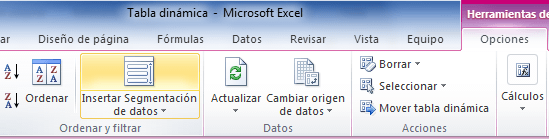 Tabla dinámica - Microsoft Excel
Herramientas de
Diseño de página Fórmulas Datos Revisar Vista Equipo Opciones
Ordenar
Insertar Segmentación
de datos
Ordenar y filtrar
Actualizar
Cambiar origen
de datos
Datos
Borrar
Seleccionar
Mover tabla dinámica
Acciones
Cálculos